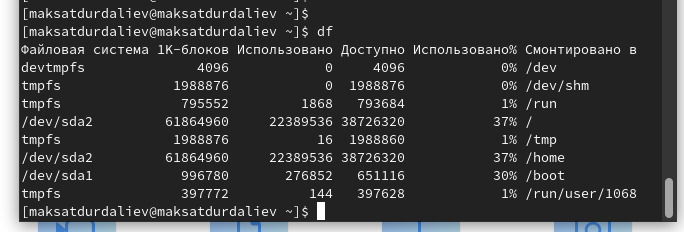 [maksatdurdaliev@maksatdurdaliev ~]$
[maksatdurdaliev@maksatdurdaliev ~]$ df
Файловая система 1K-блоков Использовано Доступно Использовано% Смонтировано в
devtmpfs 4096 0 4096 0% /dev
tmpfs 1988876 0 1988876 0% /dev/shm
tmpfs 795552 1868 793684 1% /run
/dev/sda2 61864960 22389536 38726320 37% /
tmpfs 1988876 16 1988860 1% /tmp
/dev/sda2 61864960 22389536 38726320 37% /home
/dev/sda1 996780 276852 651116 30% /boot
tmpfs 397772 144 397628 1% /run/user/1068
[maksatdurdaliev@maksatdurdaliev ~]$